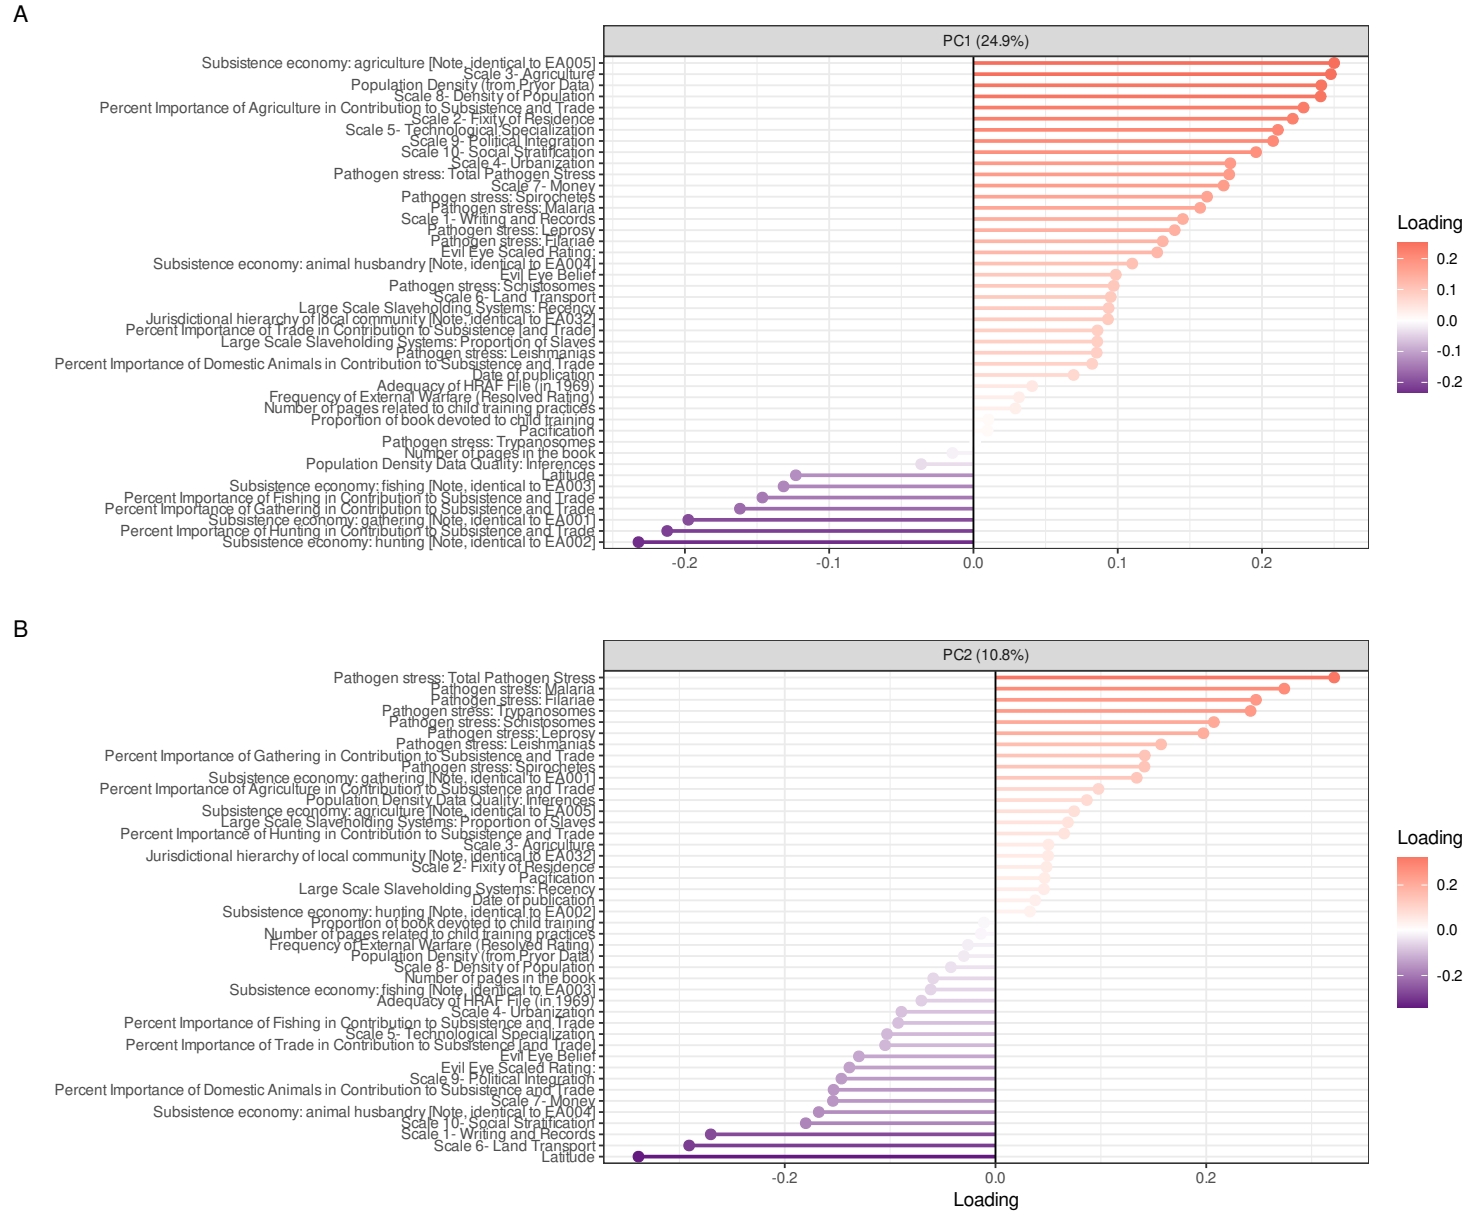 A
PC1 (24.9%)
Subsistence economy: agriculture [Note, identical to EA005]
Scale 3- Agriculture
Population Density (from Pryor Data)
Scale 8- Density of Population
Percent Importance of Agriculture in Contribution to Subsistence and Trade
Scale 2- Fixity of Residence
Scale 5- Technological Specialization
Scale 9- Political Integration
Scale 10- Social Stratification
Scale 4- Urbanization
Pathogen stress: Total Pathogen Stress
Scale 7- Money
Pathogen stress: Spirochetes
Pathogen stress: Malaria
Scale 1- Writing and Records
Pathogen stress: Leprosy
Pathogen stress: Filariae
Evil Eye Scaled Rating:
Subsistence economy: animal husbandry [Note, identical to EA004]
Evil Eye Belief
Pathogen stress: Schistosomes
Scale 6- Land Transport
Large Scale Slaveholding Systems: Recency
Jurisdictional hierarchy of local community [Note, identical to EA032]
Percent Importance of Trade in Contribution to Subsistence [and Trade]
Large Scale Slaveholding Systems: Proportion of Slaves
Pathogen stress: Leishmanias
Percent Importance of Domestic Animals in Contribution to Subsistence and Trade
Date of publication
Adequacy of HRAF File (in 1969)
Frequency of External Warfare (Resolved Rating)
Number of pages related to child training practices
Proportion of book devoted to child training
Pacification
Pathogen stress: Trypanosomes
Number of pages in the book
Population Density Data Quality: Inferences
Latitude
Subsistence economy: fishing [Note, identical to EA003]
Percent Importance of Fishing in Contribution to Subsistence and Trade
Percent Importance of Gathering in Contribution to Subsistence and Trade
Subsistence economy: gathering [Note, identical to EA001]
Percent Importance of Hunting in Contribution to Subsistence and Trade
Subsistence economy: hunting [Note, identical to EA002]
-0.2 -0.1 0.0 0.1 0.2
Loading
0.2
0.1
0.0
-0.1
-0.2
B
PC2 (10.8%)
Pathogen stress: Total Pathogen Stress
Pathogen stress: Malaria
Pathogen stress: Filariae
Pathogen stress: Trypanosomes
Pathogen stress: Schistosomes
Pathogen stress: Leprosy
Pathogen stress: Leishmanias
Percent Importance of Gathering in Contribution to Subsistence and Trade
Pathogen stress: Spirochetes
Subsistence economy: gathering [Note, identical to EA001]
Percent Importance of Agriculture in Contribution to Subsistence and Trade
Population Density Data Quality: Inferences
Subsistence economy: agriculture [Note, identical to EA005]
Large Scale Slaveholding Systems: Proportion of Slaves
Percent Importance of Hunting in Contribution to Subsistence and Trade
Scale 3- Agriculture
Jurisdictional hierarchy of local community [Note, identical to EA032]
Scale 2- Fixity of Residence
Pacification
Large Scale Slaveholding Systems: Recency
Date of publication
Subsistence economy: hunting [Note, identical to EA002]
Proportion of book devoted to child training
Number of pages related to child training practices
Frequency of External Warfare (Resolved Rating)
Population Density (from Pryor Data)
Scale 8- Density of Population
Number of pages in the book
Subsistence economy: fishing [Note, identical to EA003]
Adequacy of HRAF File (in 1969)
Scale 4- Urbanization
Percent Importance of Fishing in Contribution to Subsistence and Trade
Scale 5- Technological Specialization
Percent Importance of Trade in Contribution to Subsistence [and Trade]
Evil Eye Belief
Evil Eye Scaled Rating:
Scale 9- Political Integration
Percent Importance of Domestic Animals in Contribution to Subsistence and Trade
Scale 7- Money
Subsistence economy: animal husbandry [Note, identical to EA004]
Scale 10- Social Stratification
Scale 1- Writing and Records
Scale 6- Land Transport
Latitude
-0.2 0.0 0.2
Loading
Loading
0.2
0.0
-0.2